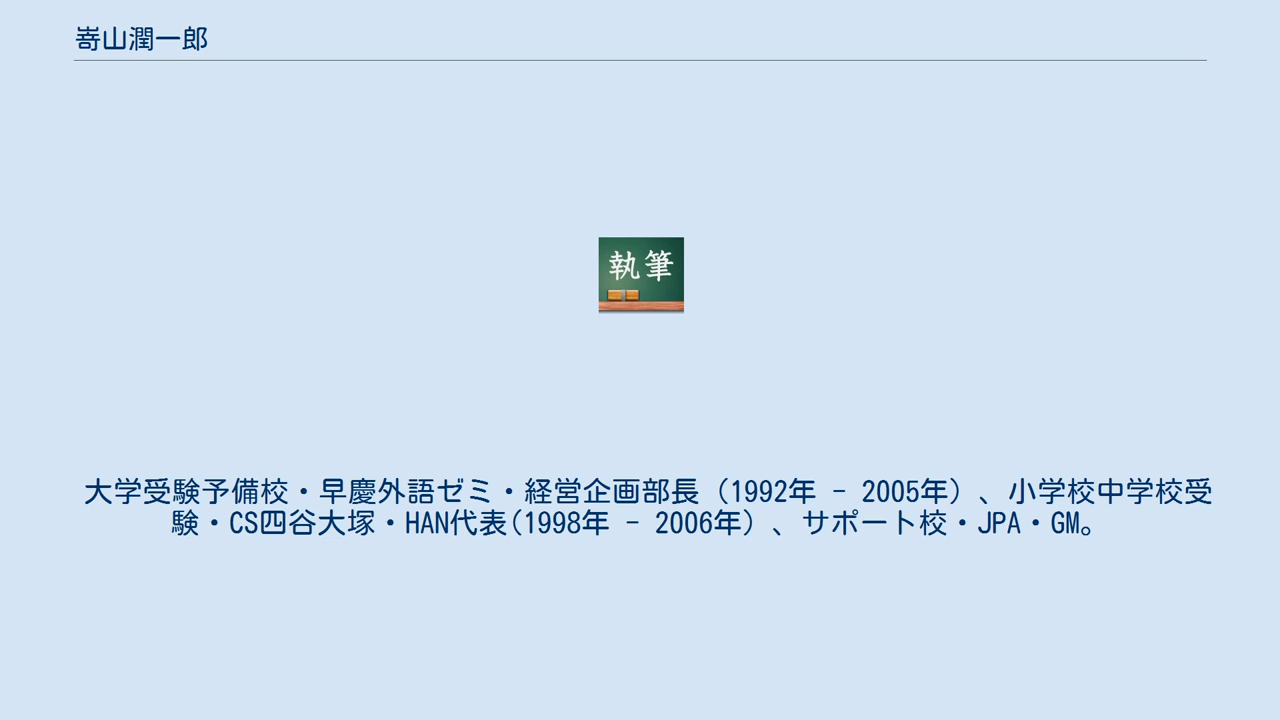 嵜山潤一郎
執筆
大学受験予備校・早慶外語ゼミ・経営企画部長（1992年 - 2005年）、小学校中学校受
験・CS四谷大塚・HAN代表(1998年 - 2006年）、サポート校・JPA・GM。